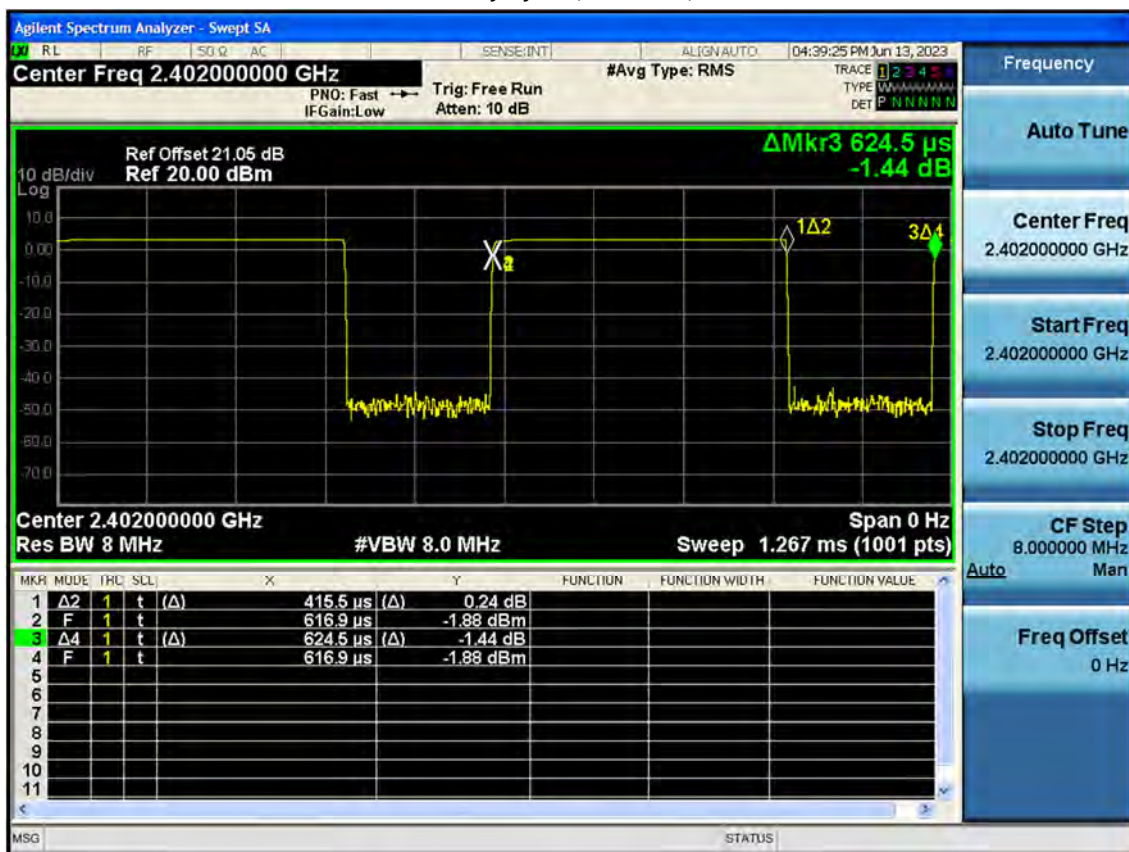 Agilent Spectrum Analyzer - Swept SA
RL RF 50 Ω AC SENSE:INT ALIGN AUTO 04:39:25 PM Jun 13, 2023
Center Freq 2.402000000 GHz
PNO: Fast
IFGain:Low
Trig: Free Run
Atten: 10 dB
#Avg Type: RMS
TRACE 1 2 3 4 5 6
TYPE W
DET P N N N N N
Ref Offset 21.05 dB
Ref 20.00 dBm
ΔMkr3 624.5 µs
-1.44 dB
10 dB/div
Log
10.0
0.00
-10.0
-20.0
-30.0
-40.0
-50.0
-60.0
-70.0
1Δ2
3Δ4
Center 2.402000000 GHz
Span 0 Hz
Res BW 8 MHz
#VBW 8.0 MHz
Sweep 1.267 ms (1001 pts)
MKR MODE TRC SCL X Y FUNCTION FUNCTION WIDTH FUNCTION VALUE
1 Δ2 1 t (Δ) 415.5 µs (Δ) 0.24 dB
2 F 1 t 616.9 µs -1.88 dBm
3 Δ4 1 t (Δ) 624.5 µs (Δ) -1.44 dB
4 F 1 t 616.9 µs -1.88 dBm
5
6
7
8
9
10
11
MSG STATUS
Frequency
Auto Tune
Center Freq
2.402000000 GHz
Start Freq
2.402000000 GHz
Stop Freq
2.402000000 GHz
CF Step
8.000000 MHz
Auto Man
Freq Offset
0 Hz